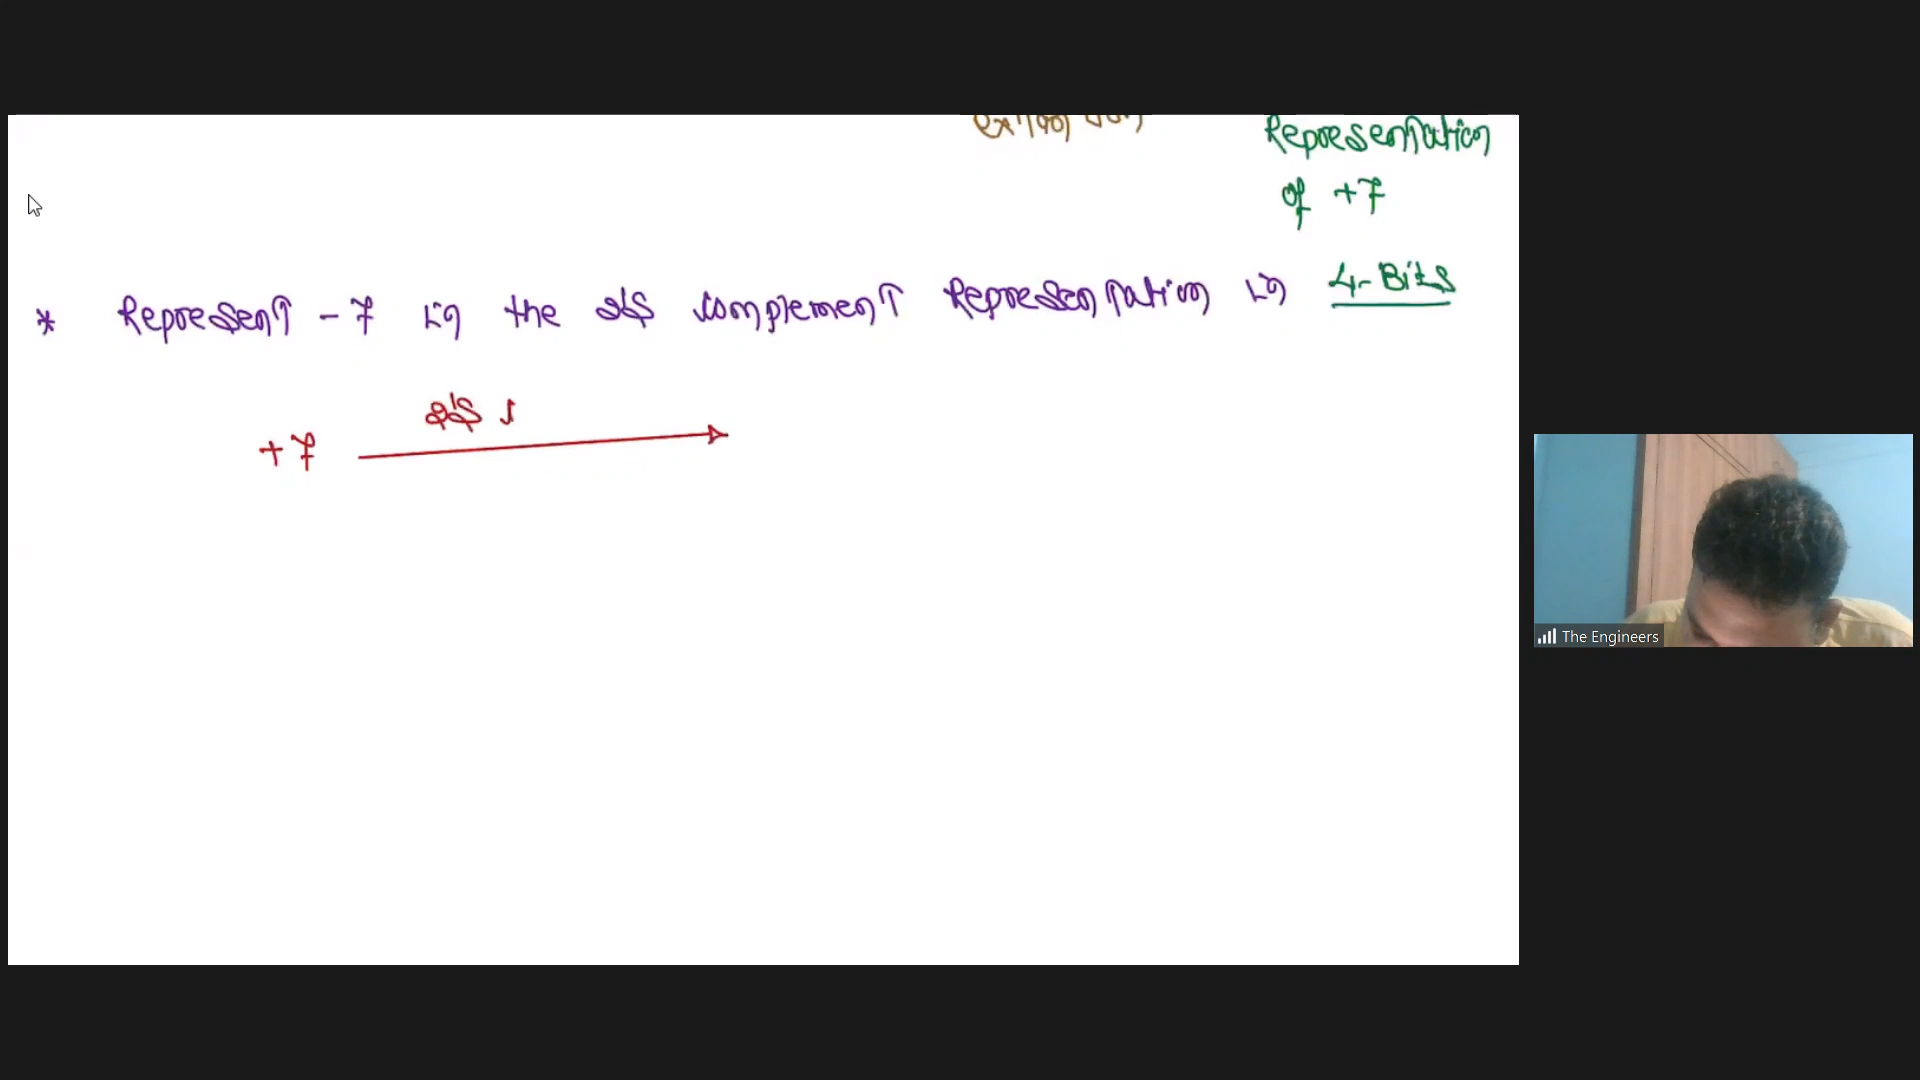 Representation
of +7
* Represent -7 in the 2's complement Representation in 4-Bits
2's c
+7
The Engineers